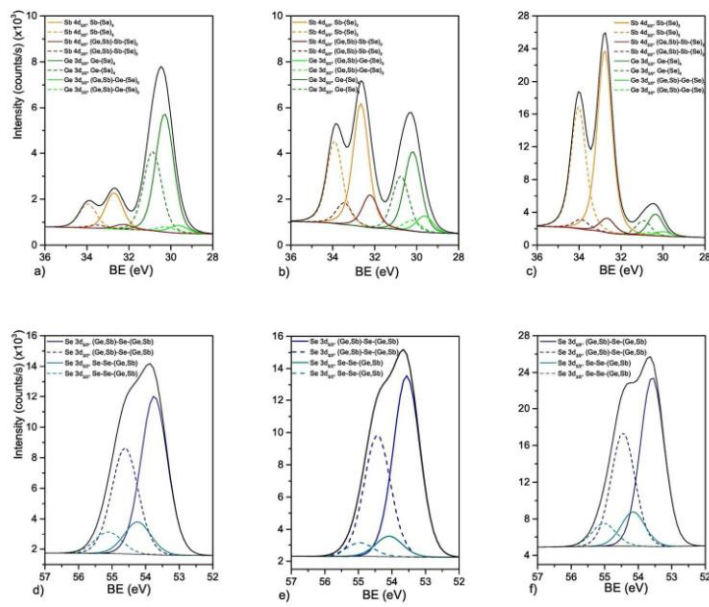 Intensity (counts/s) (x10³)
10
8
6
4
2
0
Sb 4d5/2, Sb-(Se)3
Sb 4d3/2, Sb-(Se)3
Sb 4d5/2, (Ge,Sb)-Sb-(Se)2
Sb 4d3/2, (Ge,Sb)-Sb-(Se)2
Ge 3d5/2, Ge-(Se)4
Ge 3d3/2, Ge-(Se)4
Ge 3d5/2, (Ge,Sb)-Ge-(Se)3
Ge 3d3/2, (Ge,Sb)-Ge-(Se)3
36 34 32 30 28
a) BE (eV)
10
8
6
4
2
0
Sb 4d5/2, Sb-(Se)3
Sb 4d3/2, Sb-(Se)3
Sb 4d5/2, (Ge,Sb)-Sb-(Se)2
Sb 4d3/2, (Ge,Sb)-Sb-(Se)2
Ge 3d5/2, (Ge,Sb)-Ge-(Se)3
Ge 3d3/2, (Ge,Sb)-Ge-(Se)3
Ge 3d5/2, Ge-(Se)4
Ge 3d3/2, Ge-(Se)4
36 34 32 30 28
b) BE (eV)
28
24
20
16
12
8
4
0
Sb 4d5/2, Sb-(Se)3
Sb 4d3/2, Sb-(Se)3
Sb 4d5/2, (Ge,Sb)-Sb-(Se)2
Sb 4d3/2, (Ge,Sb)-Sb-(Se)2
Ge 3d5/2, Ge-(Se)4
Ge 3d3/2, Ge-(Se)4
Ge 3d5/2, (Ge,Sb)-Ge-(Se)3
Ge 3d3/2, (Ge,Sb)-Ge-(Se)3
36 34 32 30 28
c) BE (eV)
Intensity (counts/s) (x10³)
16
14
12
10
8
6
4
2
Se 3d5/2, (Ge,Sb)-Se-(Ge,Sb)
Se 3d3/2, (Ge,Sb)-Se-(Ge,Sb)
Se 3d5/2, Se-Se-(Ge,Sb)
Se 3d3/2, Se-Se-(Ge,Sb)
57 55 54 53 52
d) BE (eV)
16
14
12
10
8
6
4
2
Se 3d5/2, (Ge,Sb)-Se-(Ge,Sb)
Se 3d3/2, (Ge,Sb)-Se-(Ge,Sb)
Se 3d5/2, Se-Se-(Ge,Sb)
Se 3d3/2, Se-Se-(Ge,Sb)
57 55 54 53 52
e) BE (eV)
28
24
20
16
12
8
4
Se 3d5/2, (Ge,Sb)-Se-(Ge,Sb)
Se 3d3/2, (Ge,Sb)-Se-(Ge,Sb)
Se 3d5/2, Se-Se-(Ge,Sb)
Se 3d3/2, Se-Se-(Ge,Sb)
57 55 54 53 52
f) BE (eV)